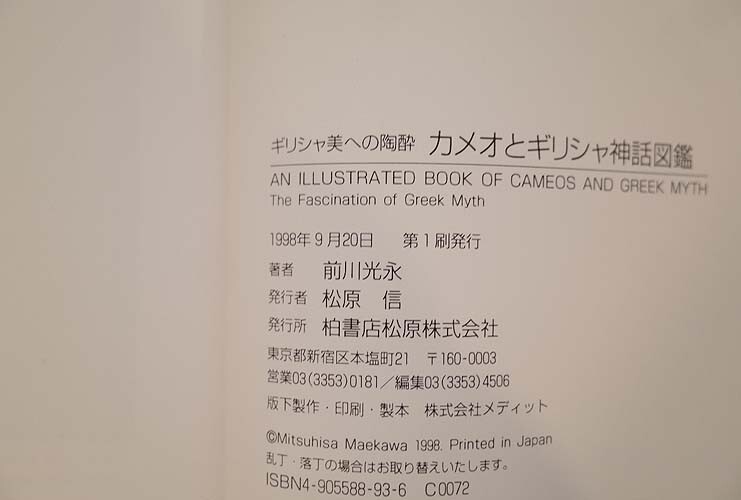 ギリシャ美への陶酔 カメオとギリシャ神話図鑑
AN ILLUSTRATED BOOK OF CAMEOS AND GREEK MYTH
The Fascination of Greek Myth
1998年9月20日 第1刷発行
著者 前川光永
発行者 松原 信
発行所 柏書店松原株式会社
東京都新宿区本塩町21 〒160-0003
営業03(3353)0181／編集03(3353)4506
版下製作・印刷・製本 株式会社メディット
©Mitsuhisa Maekawa 1998. Printed in Japan
乱丁・落丁の場合はお取り替えいたします。
ISBN4-905588-93-6 C0072